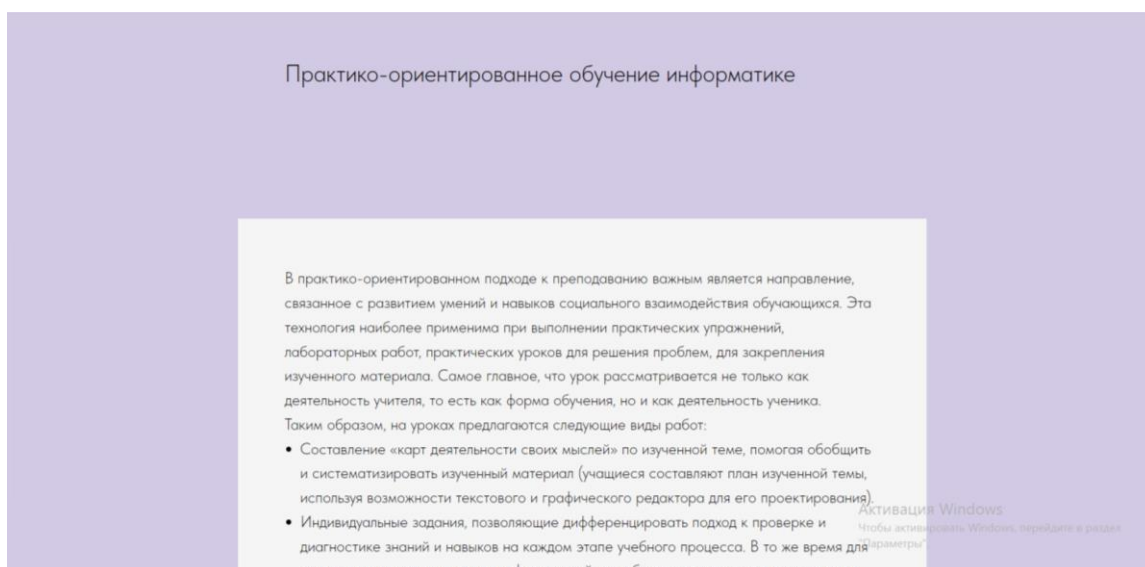 Практико-ориентированное обучение информатике
В практико-ориентированном подходе к преподаванию важным является направление,
связанное с развитием умений и навыков социального взаимодействия обучающихся. Эта
технология наиболее применима при выполнении практических упражнений,
лабораторных работ, практических уроков для решения проблем, для закрепления
изученного материала. Самое главное, что урок рассматривается не только как
деятельность учителя, то есть как форма обучения, но и как деятельность ученика.
Таким образом, на уроках предлагаются следующие виды работ:
• Составление «карт деятельности своих мыслей» по изученной теме, помогая обобщить
и систематизировать изученный материал (учащиеся составляют план изученной темы,
используя возможности текстового и графического редактора для его проектирования).
• Индивидуальные задания, позволяющие дифференцировать подход к проверке и
диагностике знаний и навыков на каждом этапе учебного процесса. В то же время для
Активация Windows
Чтобы активировать Windows, перейдите в раздел
"Параметры".